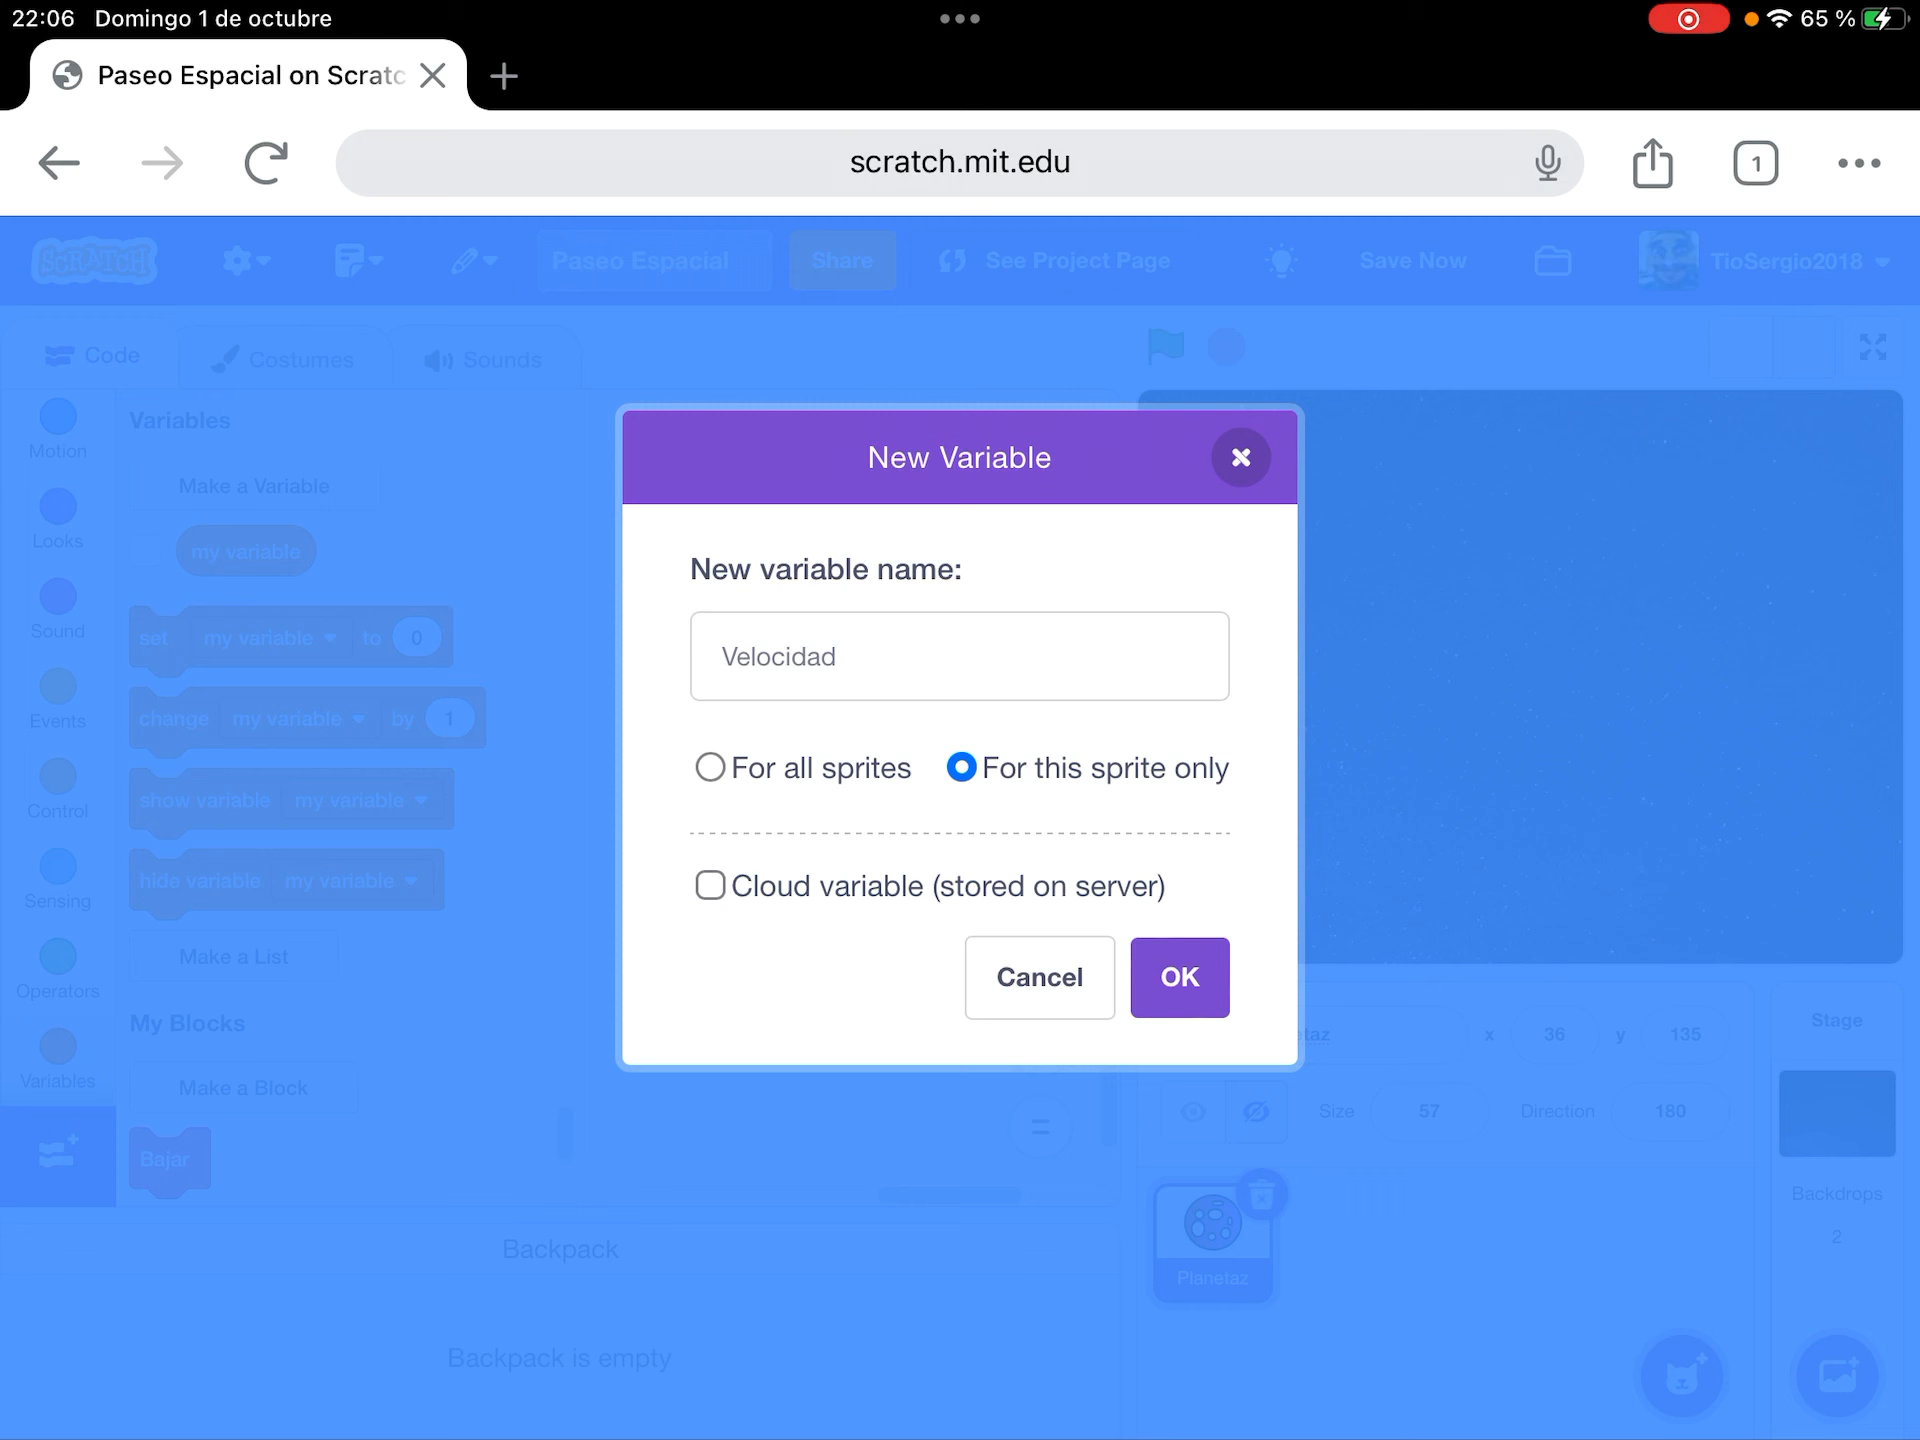 22:06 Domingo 1 de octubre
65 %
Paseo Espacial on Scratc
scratch.mit.edu
1
SCRATCH
Paseo Espacial
Share
See Project Page
Save Now
TioSergio2018
Code
Costumes
Sounds
Motion
Looks
Sound
Events
Control
Sensing
Operators
Variables
Variables
Make a Variable
my variable
set my variable to 0
change my variable by 1
show variable my variable
hide variable my variable
Make a List
My Blocks
Make a Block
Bajar
New Variable
New variable name:
Velocidad
For all sprites
For this sprite only
Cloud variable (stored on server)
Cancel
OK
taz
x 36 y 135
Size 57 Direction 180
Planetaz
Stage
Backdrops
2
Backpack
Backpack is empty